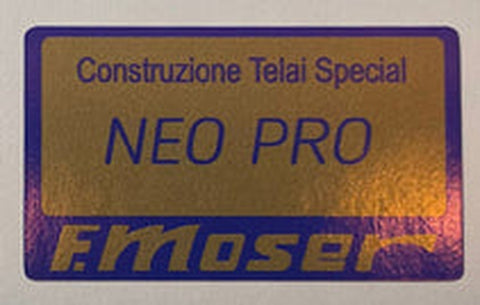 Construzione Telai Special
NEO PRO
F.Moser